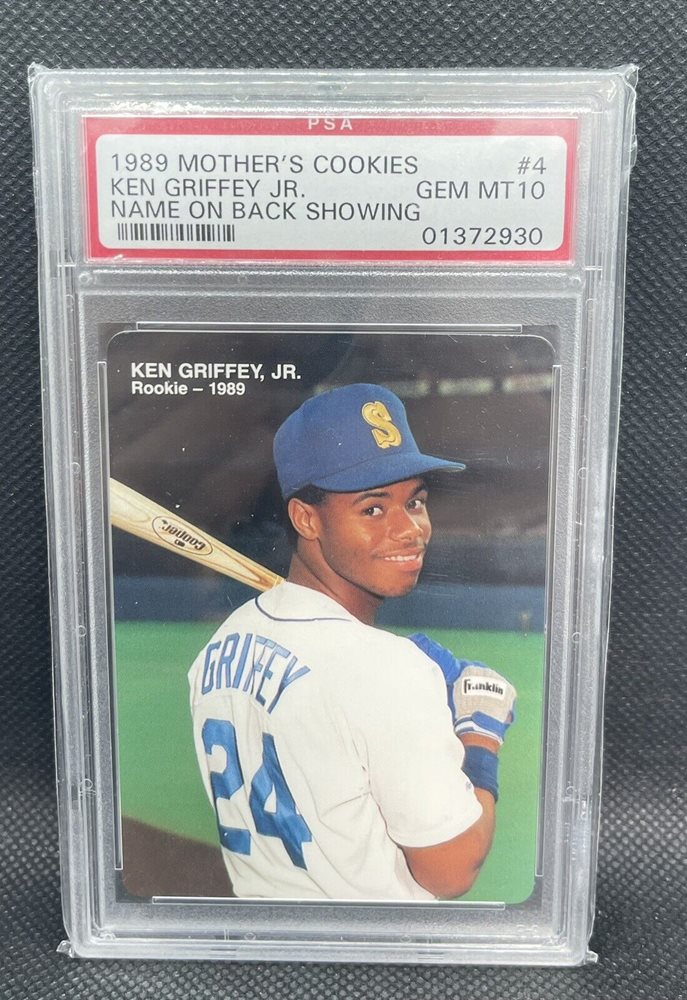 PSA
1989 MOTHER'S COOKIES #4
KEN GRIFFEY JR. GEM MT10
NAME ON BACK SHOWING
01372930
KEN GRIFFEY, JR.
Rookie – 1989
S
Cooper
GRIFFEY
24
Franklin